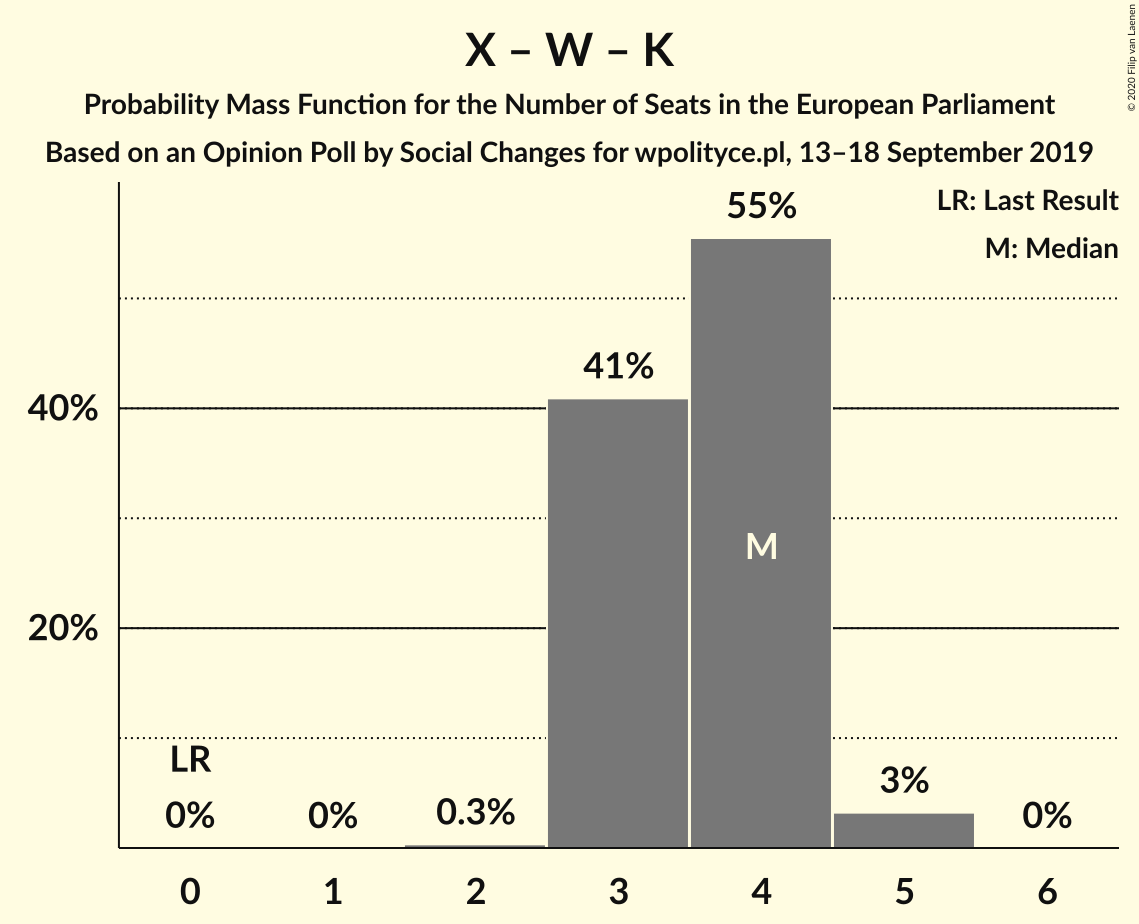 X – W – K
Probability Mass Function for the Number of Seats in the European Parliament
Based on an Opinion Poll by Social Changes for wpolityce.pl, 13–18 September 2019
© 2020 Filip van Laenen
LR: Last Result
M: Median
55%
41%
40%
M
20%
LR
0%
0%
0.3%
3%
0%
0
1
2
3
4
5
6